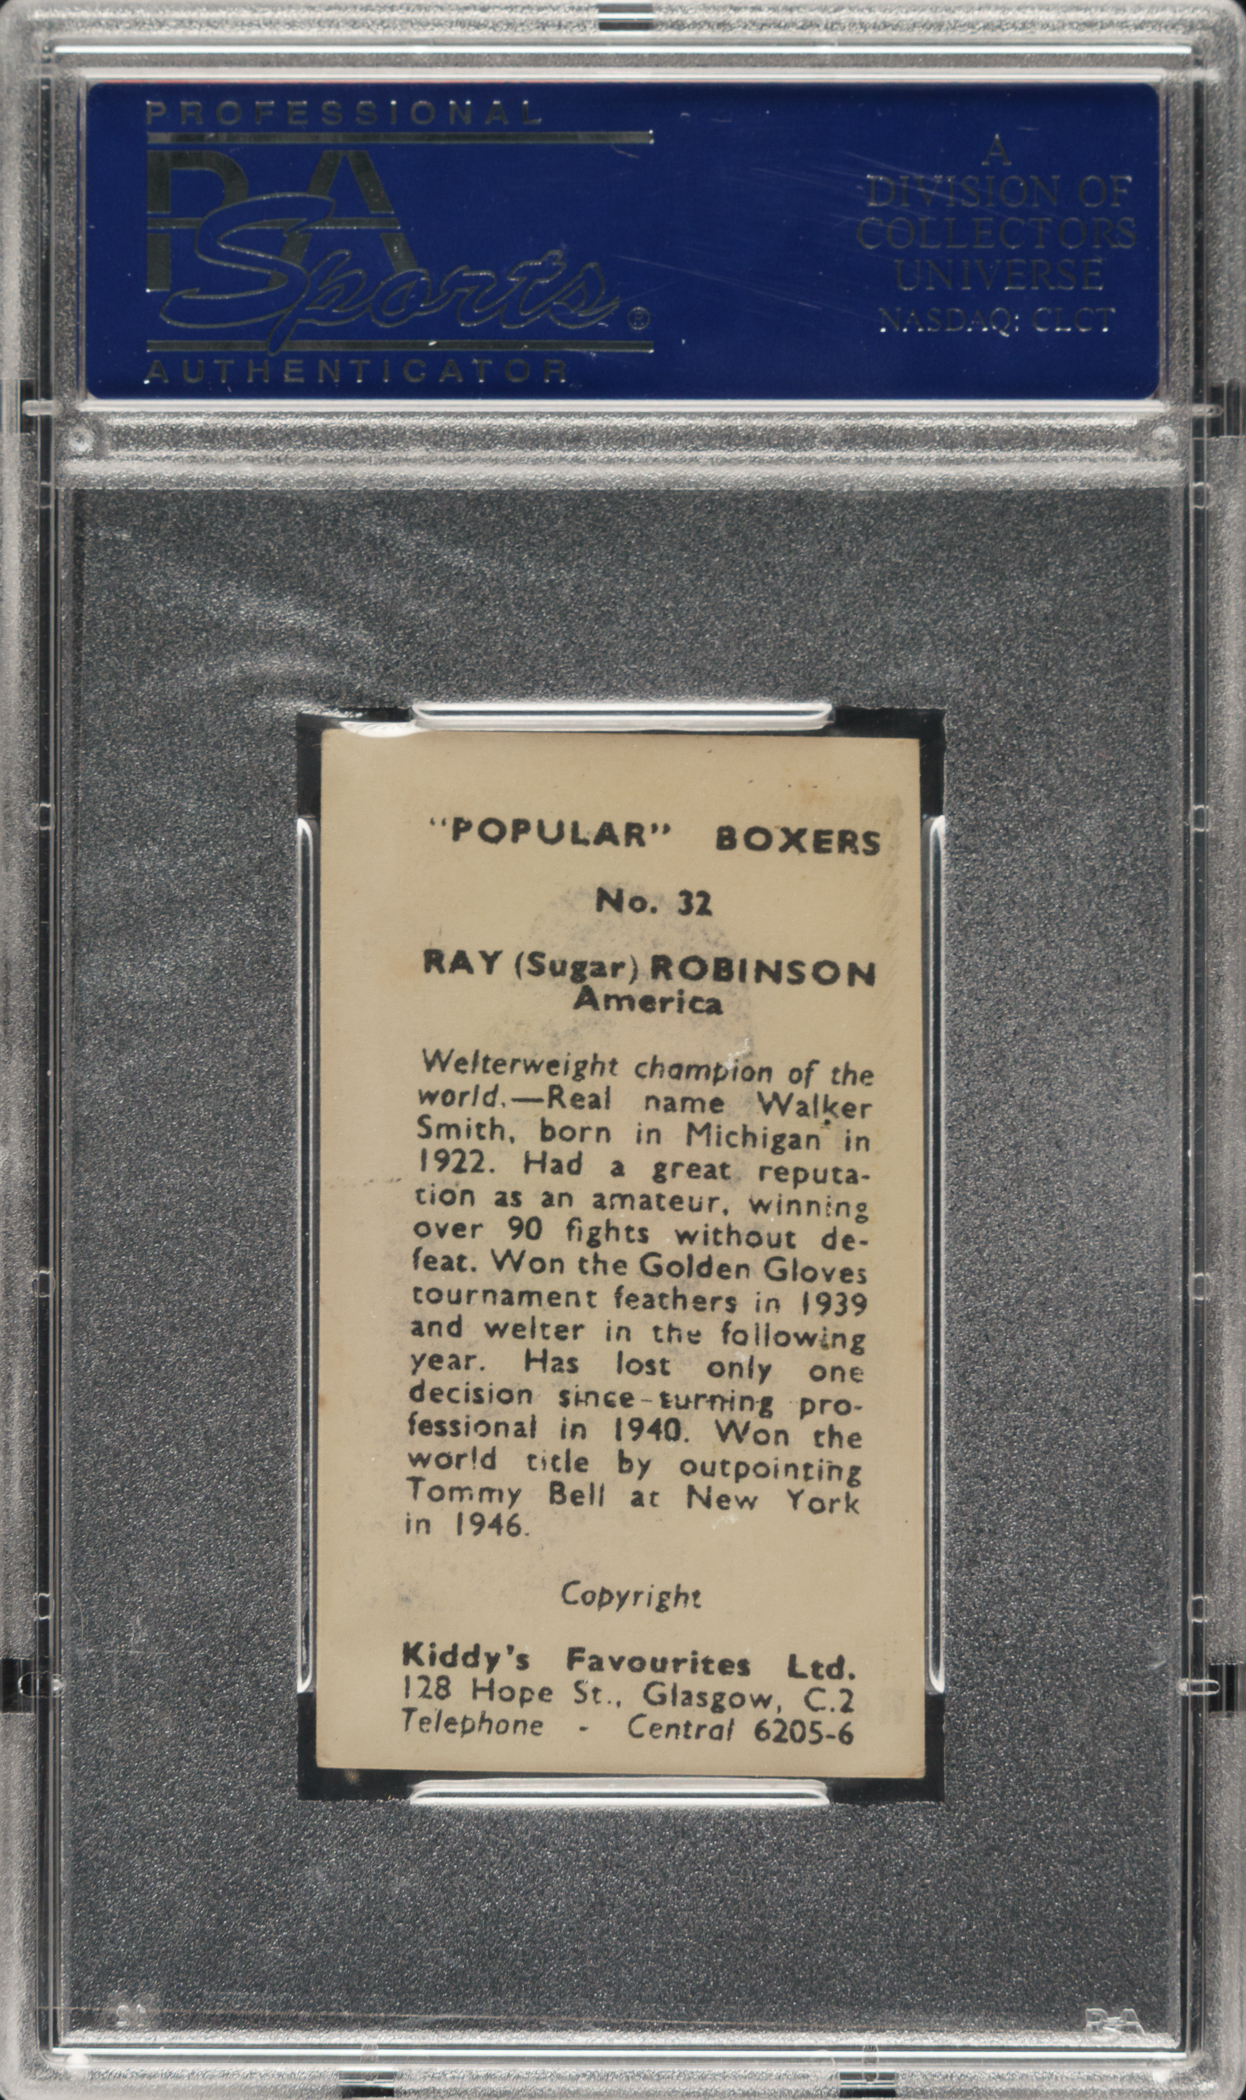 PROFESSIONAL
PSA
Sports®
AUTHENTICATOR
A
DIVISION OF
COLLECTORS
UNIVERSE
NASDAQ: CLCT
“POPULAR” BOXERS
No. 32
RAY (Sugar) ROBINSON
America
Welterweight champion of the
world.—Real name Walker
Smith, born in Michigan in
1922. Had a great reputa-
tion as an amateur, winning
over 90 fights without de-
feat. Won the Golden Gloves
tournament feathers in 1939
and welter in the following
year. Has lost only one
decision since turning pro-
fessional in 1940. Won the
world title by outpointing
Tommy Bell at New York
in 1946.
Copyright
Kiddy's Favourites Ltd.
128 Hope St., Glasgow, C.2
Telephone - Central 6205-6
PSA